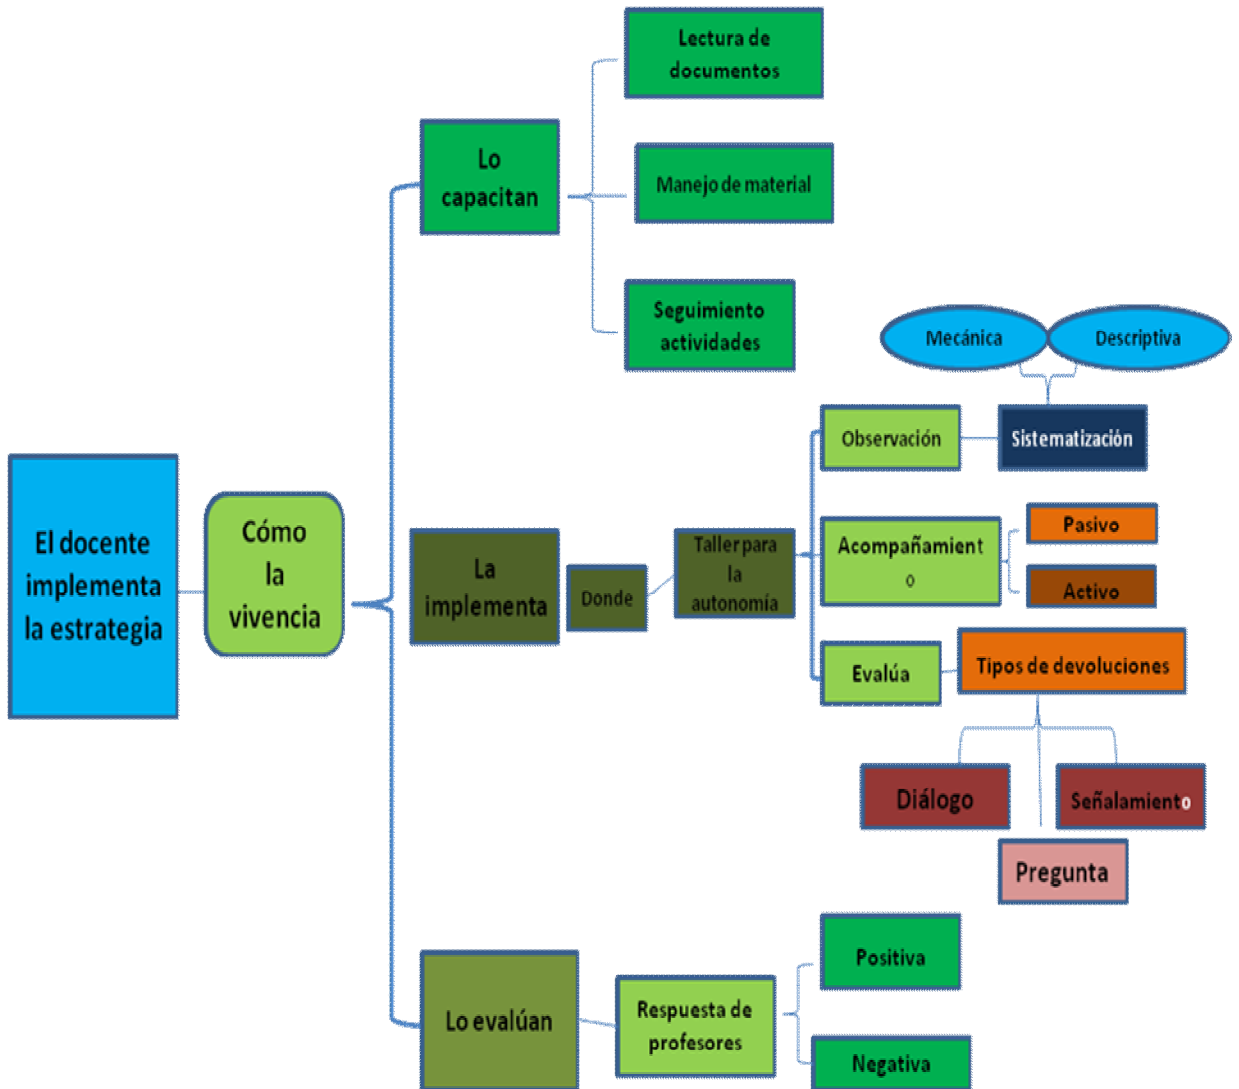 Lectura de
documentos
Lo
capacitan
Manejo de material
Seguimiento
actividades
Mecánica
Descriptiva
Observación
Sistematización
El docente
implementa
la estrategia
Cómo
la
vivencia
La
implementa
Donde
Taller para
la
autonomía
Acompañamient
o
Pasivo
Activo
Evalúa
Tipos de devoluciones
Diálogo
Señalamiento
Pregunta
Lo evalúan
Respuesta de
profesores
Positiva
Negativa